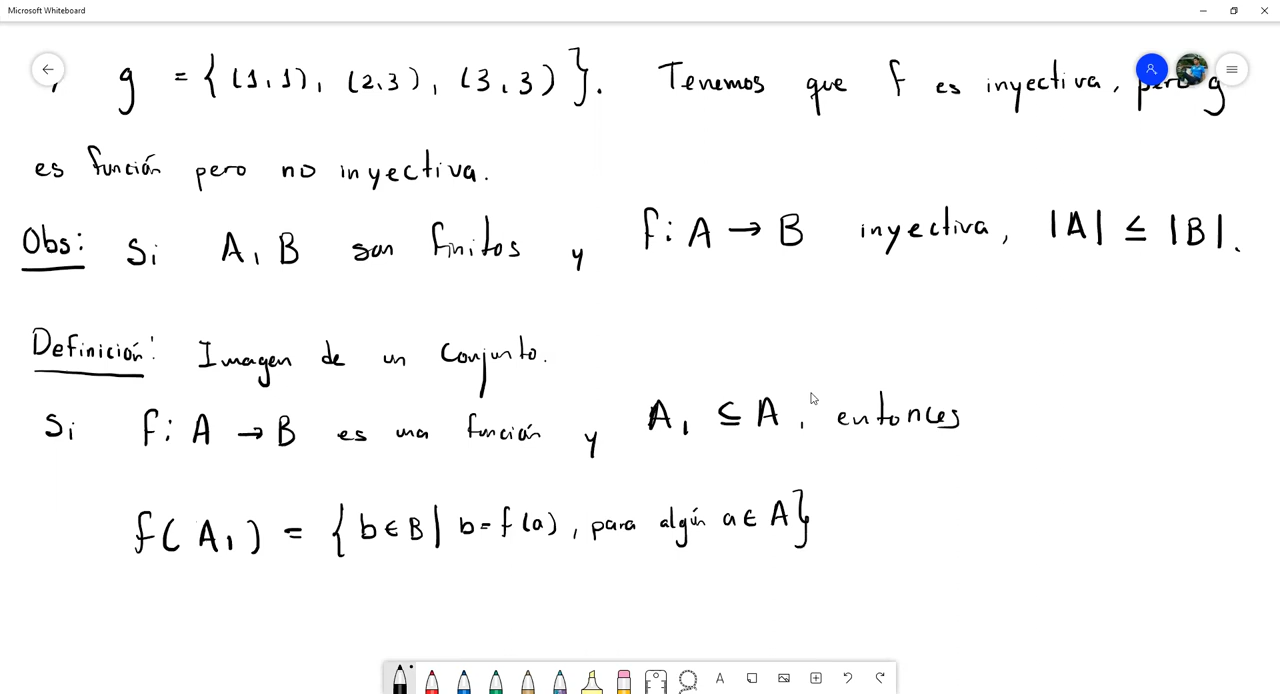 Microsoft Whiteboard
, g = {(1,1), (2,3), (3,3)}. Tenemos que f es inyectiva, pero g
es función pero no inyectiva.
Obs: Si A, B son finitos y f: A → B inyectiva, |A| ≤ |B|.
Definición: Imagen de un conjunto.
Si f: A → B es una función y A₁ ⊆ A, entonces
f(A₁) = {b ∈ B | b = f(a), para algún a ∈ A}
A